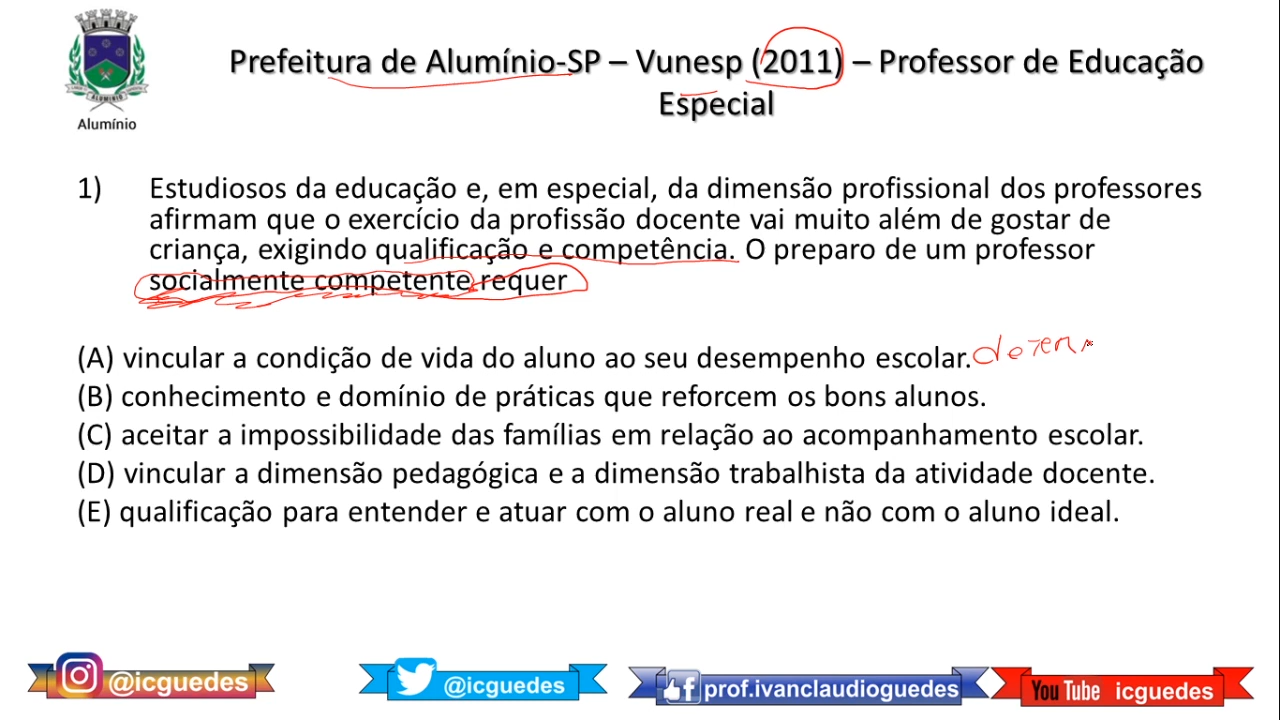 Prefeitura de Alumínio-SP – Vunesp (2011) – Professor de Educação
Especial
ALUMÍNIO
Alumínio
1) Estudiosos da educação e, em especial, da dimensão profissional dos professores
afirmam que o exercício da profissão docente vai muito além de gostar de
criança, exigindo qualificação e competência. O preparo de um professor
socialmente competente requer
(A) vincular a condição de vida do aluno ao seu desempenho escolar.
(B) conhecimento e domínio de práticas que reforcem os bons alunos.
(C) aceitar a impossibilidade das famílias em relação ao acompanhamento escolar.
(D) vincular a dimensão pedagógica e a dimensão trabalhista da atividade docente.
(E) qualificação para entender e atuar com o aluno real e não com o aluno ideal.
@icguedes
@icguedes
prof.ivanclaudioguedes
You Tube icguedes